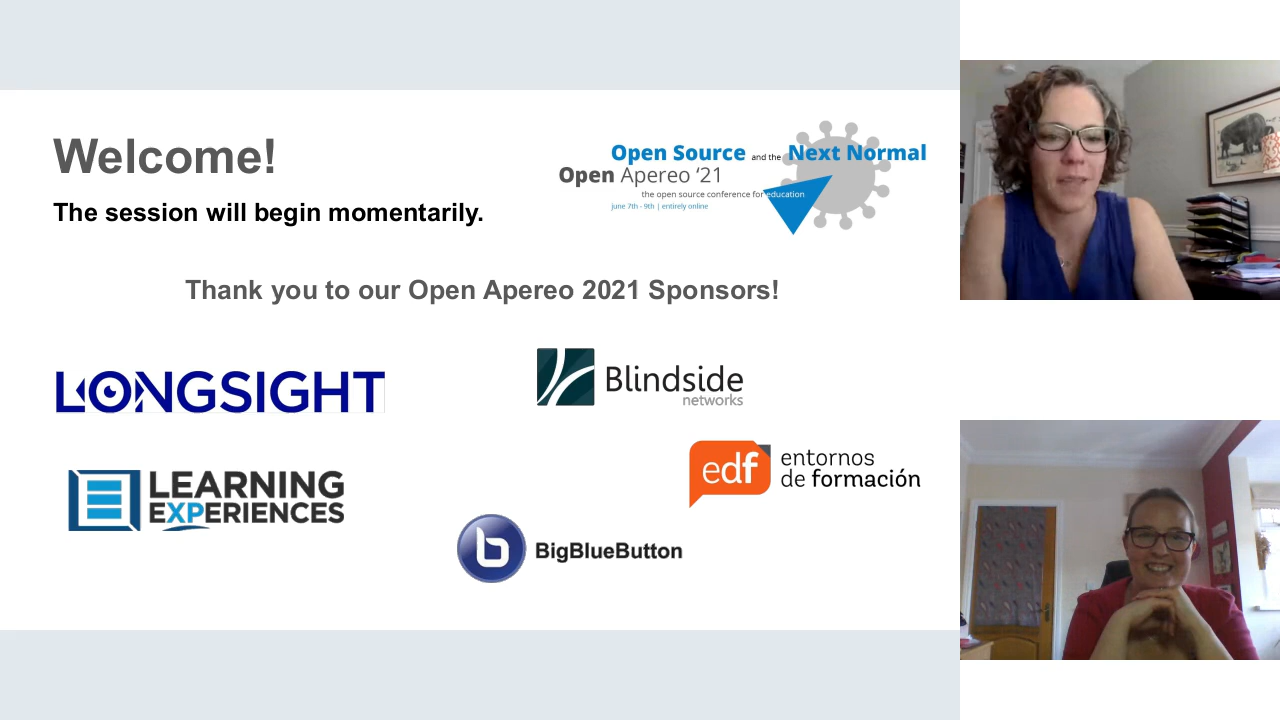 Welcome!
The session will begin momentarily.
Open Source and the Next Normal
Open Apereo ‘21
the open source conference for education
june 7th - 9th | entirely online
Thank you to our Open Apereo 2021 Sponsors!
LONGSIGHT
Blindside
networks
edf entornos
de formación
LEARNING
EXPERIENCES
b BigBlueButton